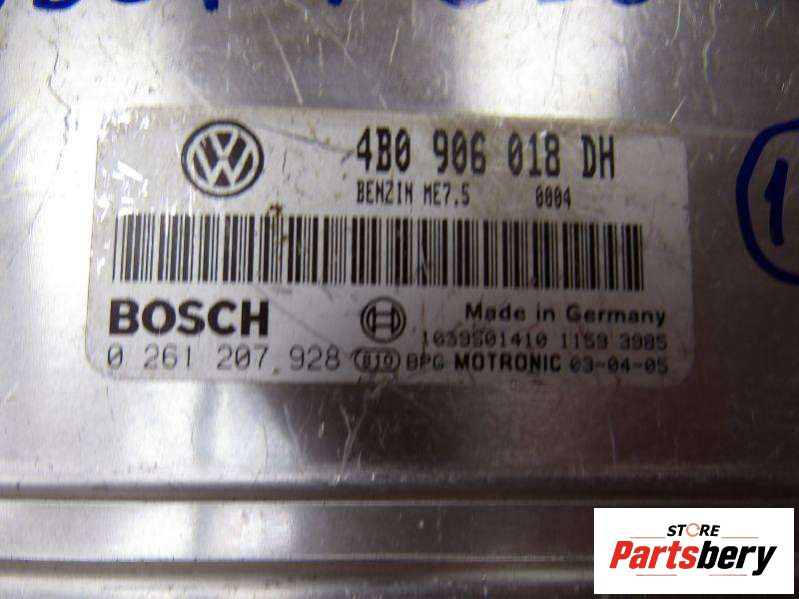 4B0 906 018 DH
BENZIN ME7.5 0004
BOSCH
Made in Germany
1039S01410 1159 3985
0 261 207 928 BPG MOTRONIC 03-04-05
1
STORE
Partsbery